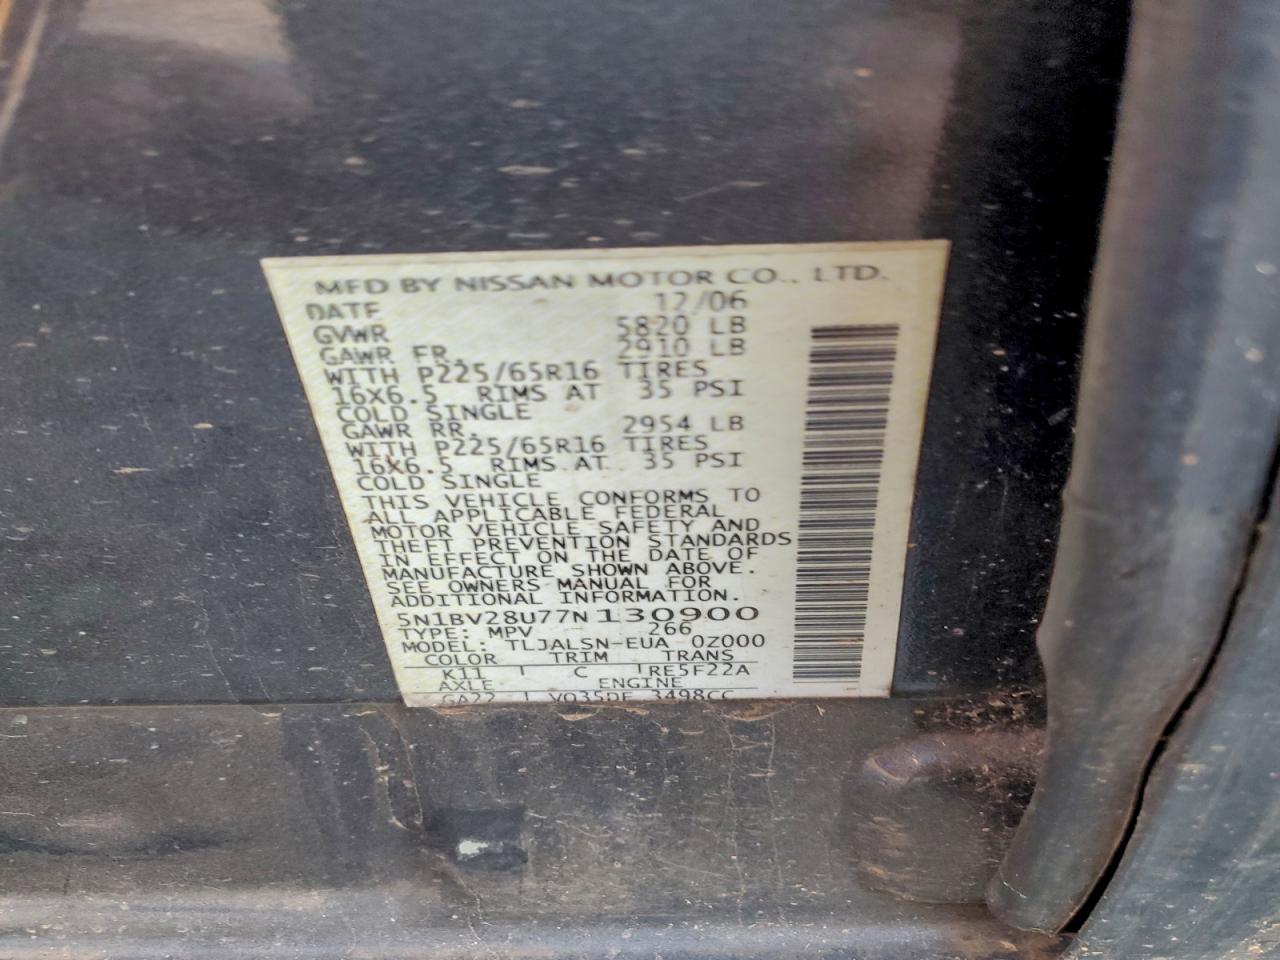 MFD BY NISSAN MOTOR CO., LTD.
DATE 12/06
GVWR 5820 LB
GAWR FR. 2910 LB
WITH P225/65R16 TIRES
16X6.5 RIMS AT 35 PSI
COLD SINGLE
GAWR RR. 2954 LB
WITH P225/65R16 TIRES
16X6.5 RIMS AT 35 PSI
COLD SINGLE
THIS VEHICLE CONFORMS TO
ALL APPLICABLE FEDERAL
MOTOR VEHICLE SAFETY AND
THEFT PREVENTION STANDARDS
IN EFFECT ON THE DATE OF
MANUFACTURE SHOWN ABOVE.
SEE OWNERS MANUAL FOR
ADDITIONAL INFORMATION.
5N1BV28U77N130900
TYPE: MPV 266
MODEL: TLJALSN-EUA 0Z000
COLOR TRIM TRANS
K11 C RE5F22A
AXLE ENGINE
GA22 VQ35DE 3498CC